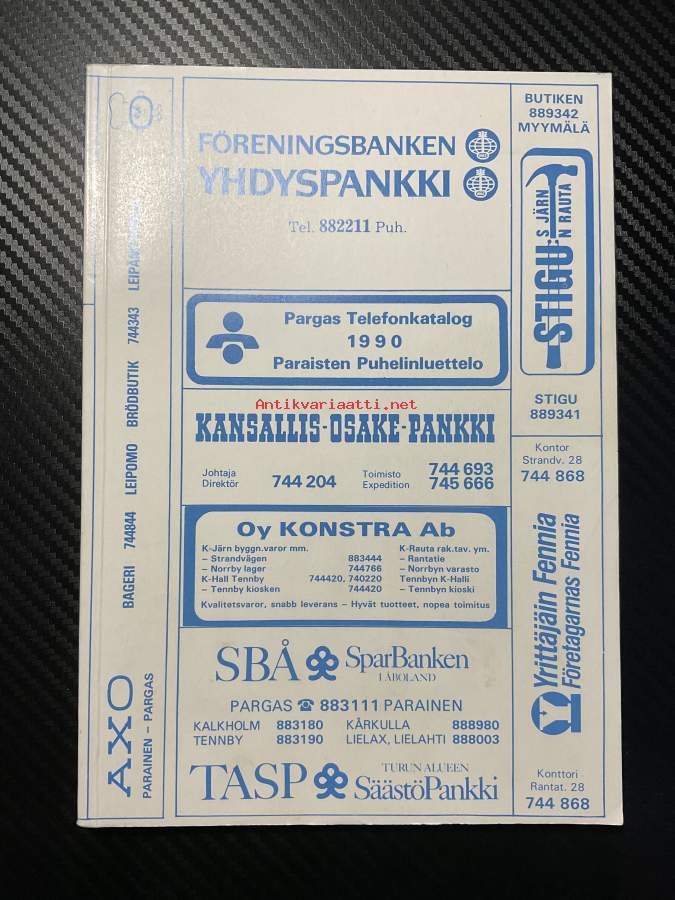 FÖRENINGSBANKEN
YHDYSPANKKI
Tel. 882211 Puh.
Pargas Telefonkatalog
1990
Paraisten Puhelinluettelo
Antikvariaatti.net
KANSALLIS-OSAKE-PANKKI
Johtaja
Direktör
744 204
Toimisto
Expedition
744 693
745 666
Oy KONSTRA Ab
K-Järn byggn.varor mm.
– Strandvägen 883444
– Norrby lager 744766
K-Hall Tennby 744420, 740220
– Tennby kiosken 744420
K-Rauta rak.tav. ym.
– Rantatie
– Norrbyn varasto
Tennbyn K-Halli
– Tennbyn kioski
Kvalitetsvaror, snabb leverans – Hyvät tuotteet, nopea toimitus
SBÅ SparBanken
I ÅBOLAND
PARGAS ☎ 883111 PARAINEN
KALKHOLM 883180 KÅRKULLA 888980
TENNBY 883190 LIELAX, LIELAHTI 888003
TASP TURUN ALUEEN
SäästöPankki
AXO
PARAINEN – PARGAS
BAGERI 744844 LEIPOMO BRÖDBUTIK 744343
BUTIKEN
889342
MYYMÄLÄ
STIGU'S JÄRN
N RAUTA
STIGU
889341
Kontor
Strandv. 28
744 868
Yrittäjäin Fennia
Företagarnas Fennia
Konttori
Rantat. 28
744 868